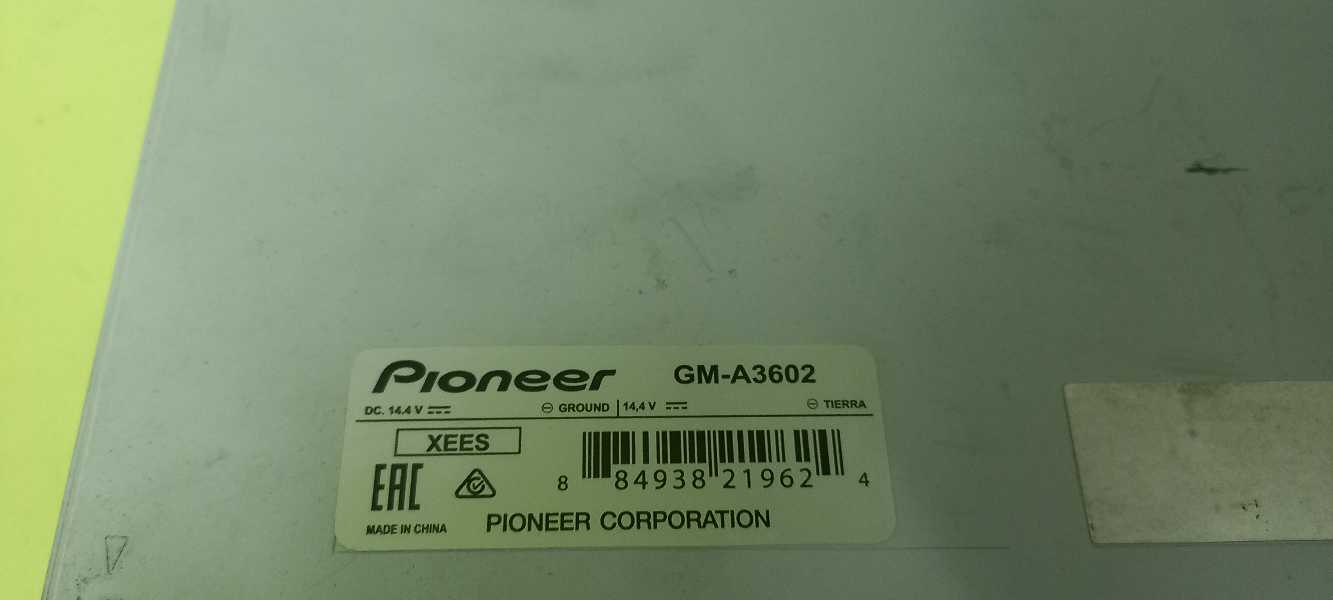 Pioneer GM-A3602
DC. 14.4 V ⎓ ⊖ GROUND | 14,4 V ⎓ ⊖ TIERRA
XEES
EAC
8 84938 21962 4
MADE IN CHINA PIONEER CORPORATION